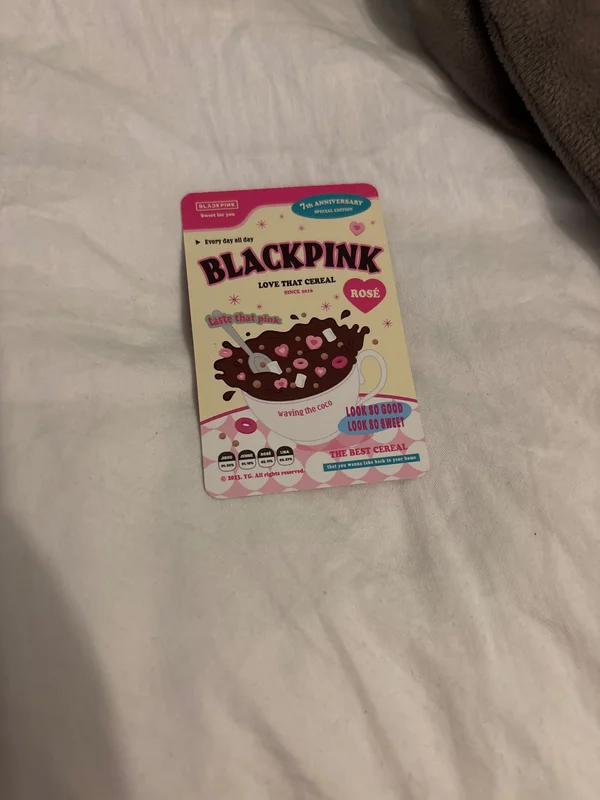 BLACKPINK
Sweet for you
7th ANNIVERSARY
SPECIAL EDITION
Every day all day
BLACKPINK
LOVE THAT CEREAL
SINCE 2016
ROSÉ
taste that pink
waving the coco
LOOK SO GOOD
LOOK SO SWEET
JISOO JENNIE ROSÉ LISA
THE BEST CEREAL
that you wanna take back to your home
© 2023. YG. All rights reserved.